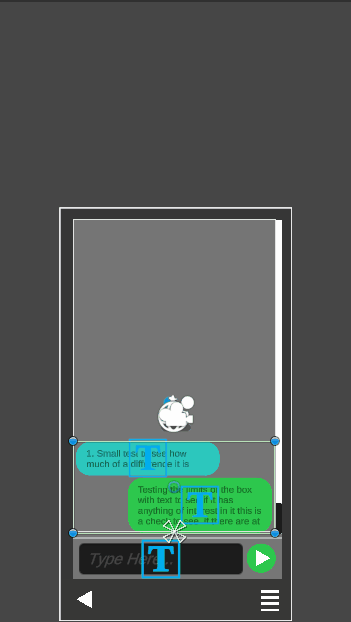 1. Small test to see how
much of a difference it is
Testing the limits of the box
with text to see if it has
anything of interest in it this is
a check to see if there are at
Type Here...